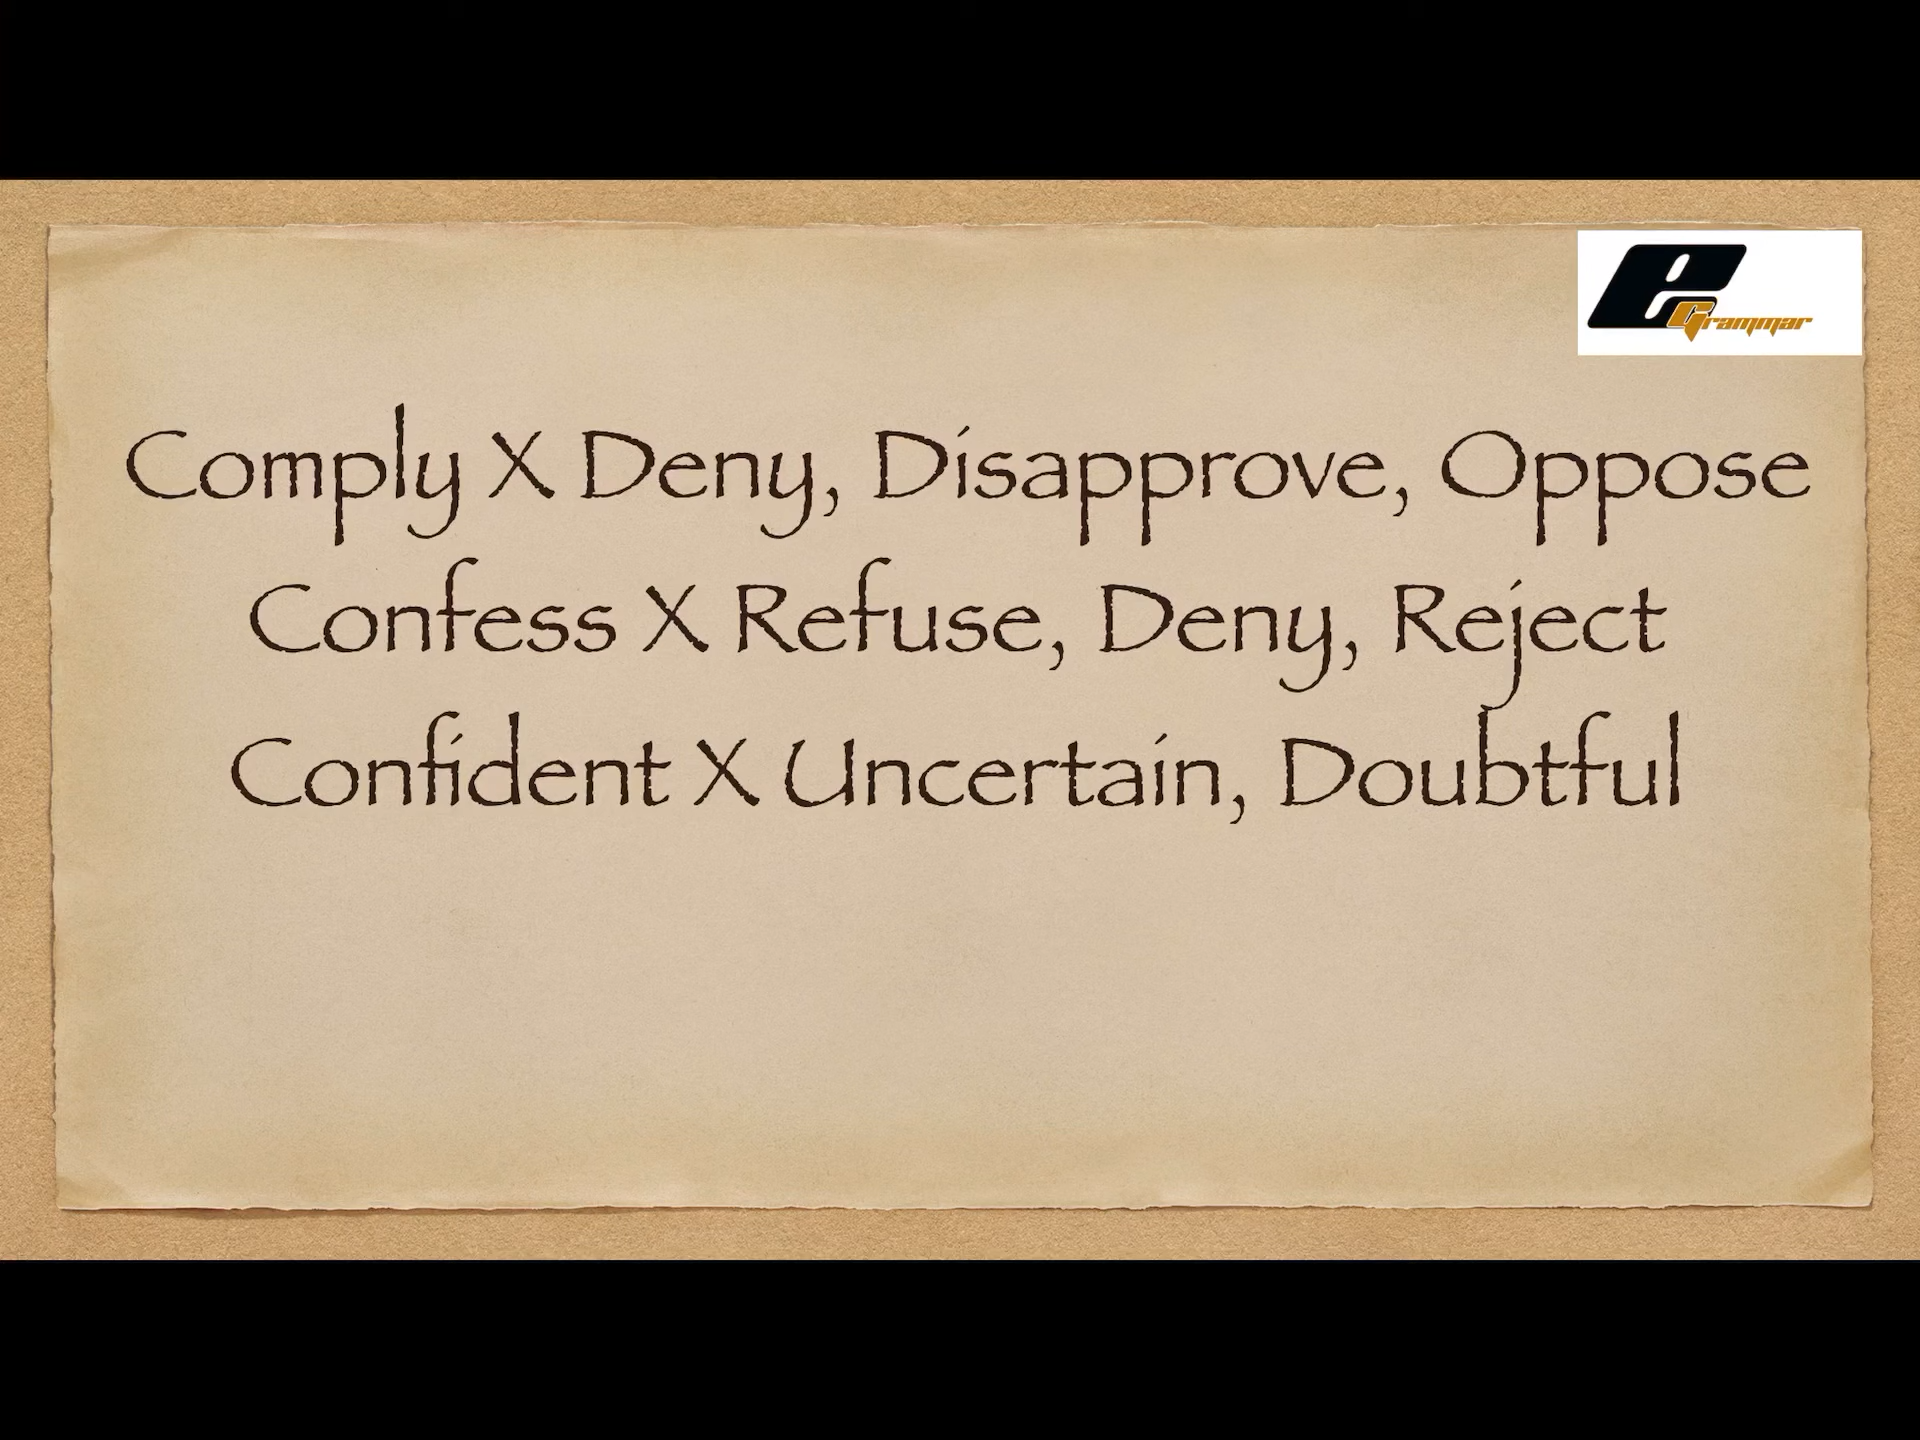 e Grammar
Comply X Deny, Disapprove, Oppose
Confess X Refuse, Deny, Reject
Confident X Uncertain, Doubtful